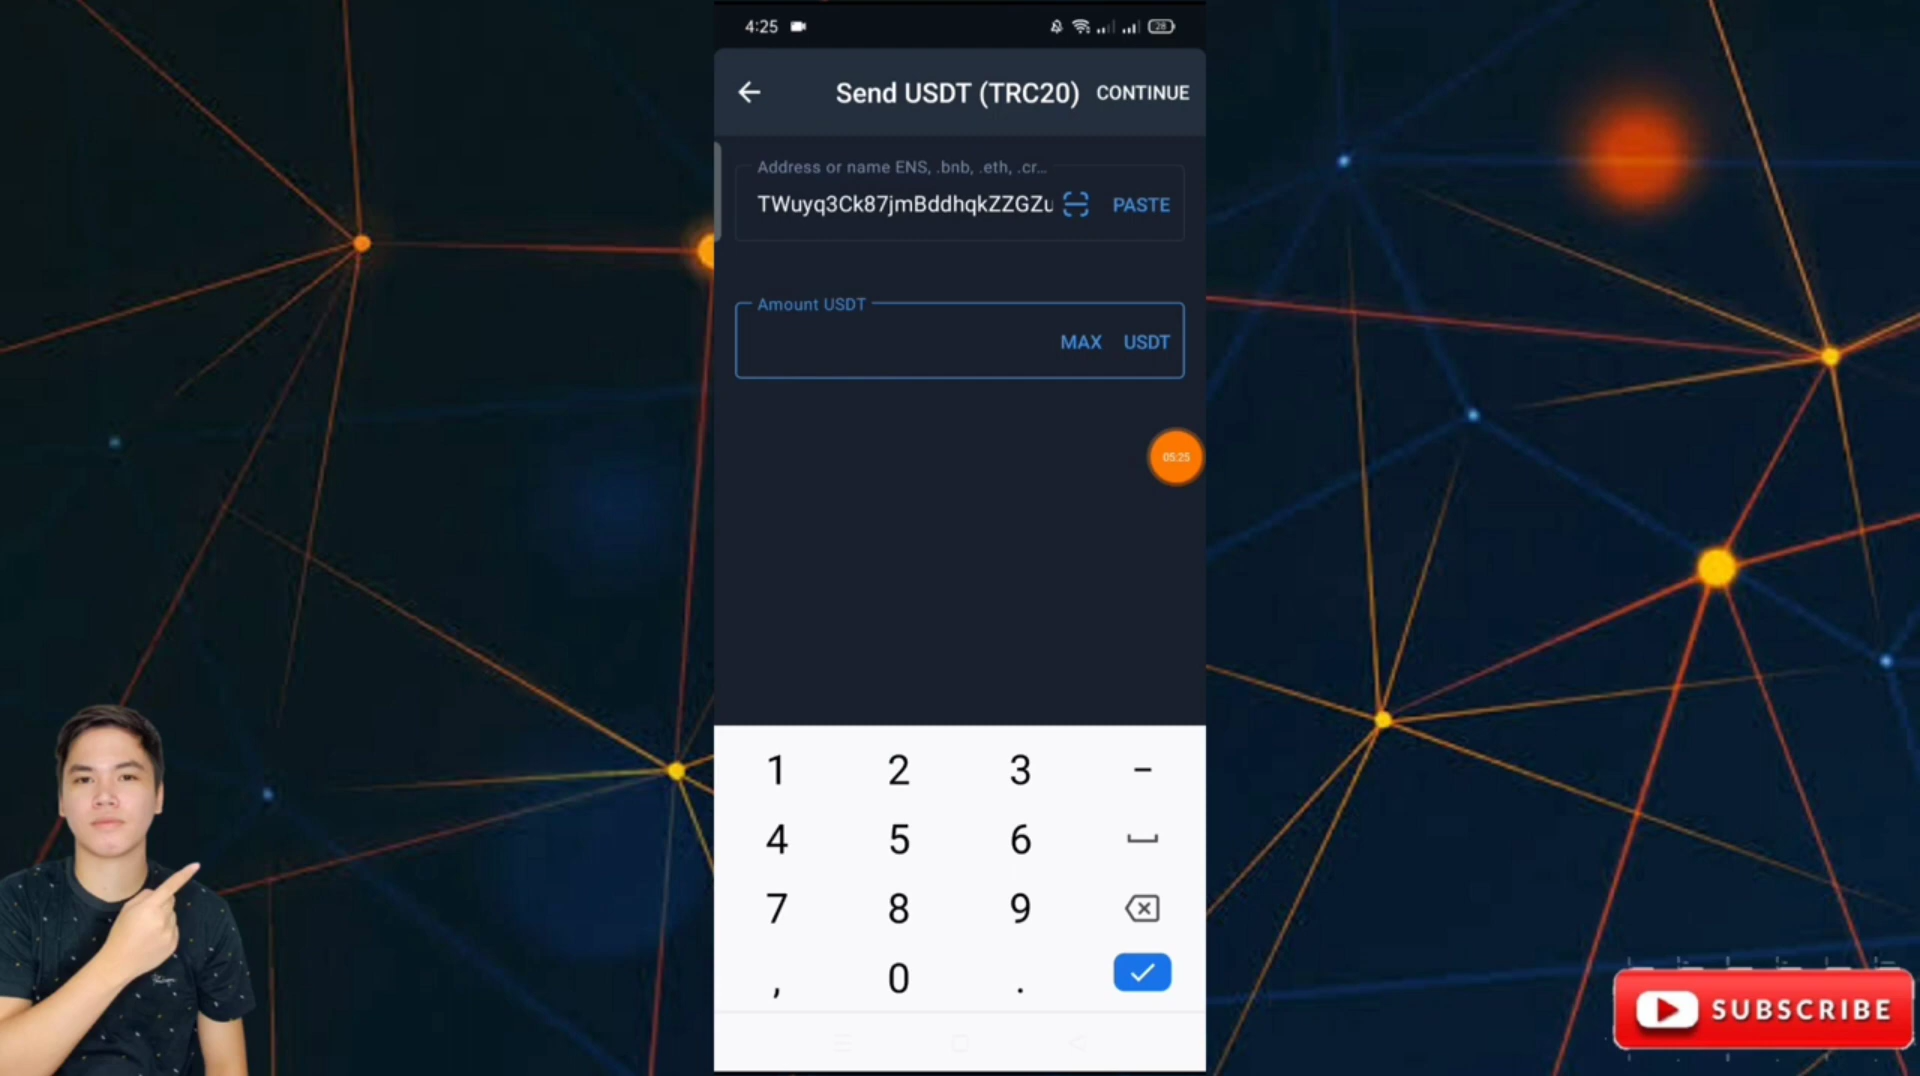 4:25
28
Send USDT (TRC20) CONTINUE
Address or name ENS, .bnb, .eth, .cr...
TWuyq3Ck87jmBddhqkZZGZu PASTE
Amount USDT
MAX USDT
05:25
1 2 3 -
4 5 6
7 8 9
, 0 .
SUBSCRIBE